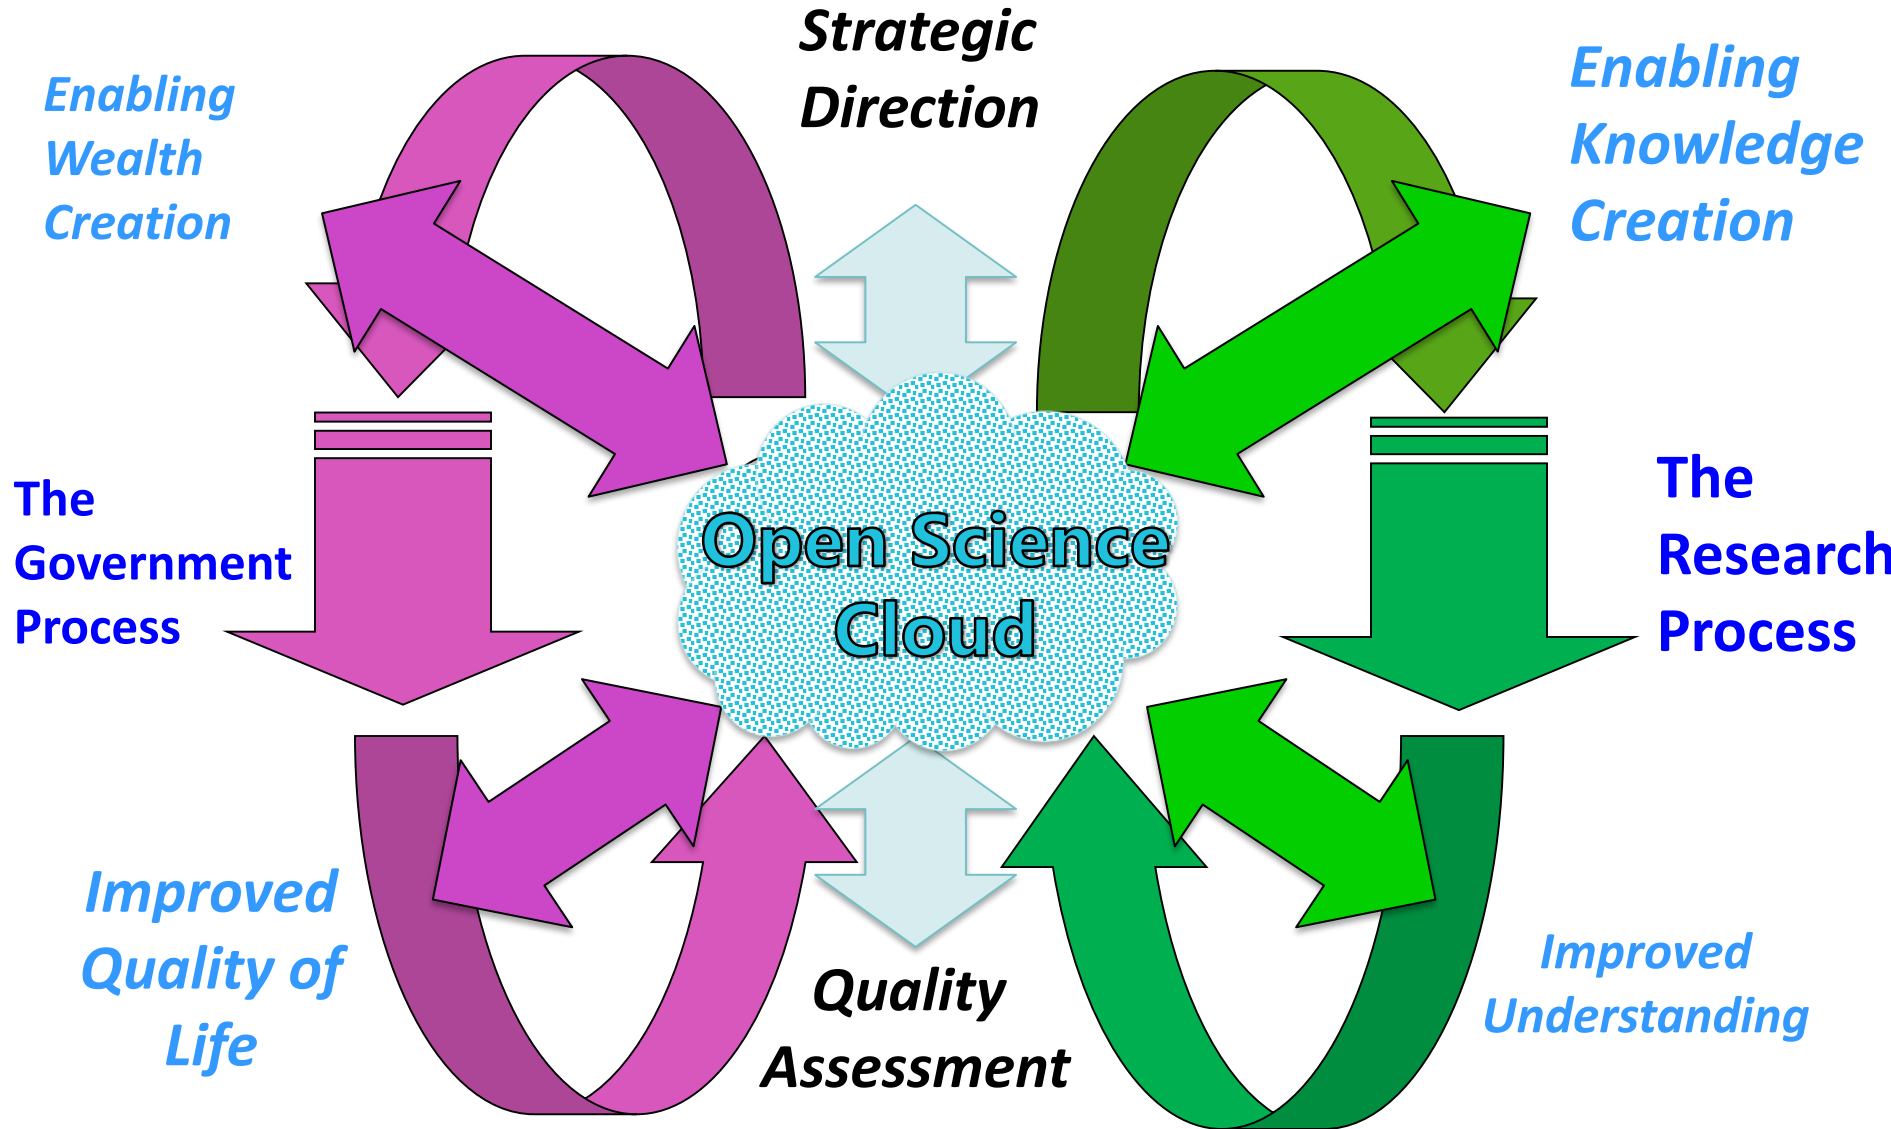 Strategic
Direction
Enabling
Wealth
Creation
Enabling
Knowledge
Creation
The
Government
Process
Open Science
Cloud
The
Research
Process
Improved
Quality of
Life
Quality
Assessment
Improved
Understanding